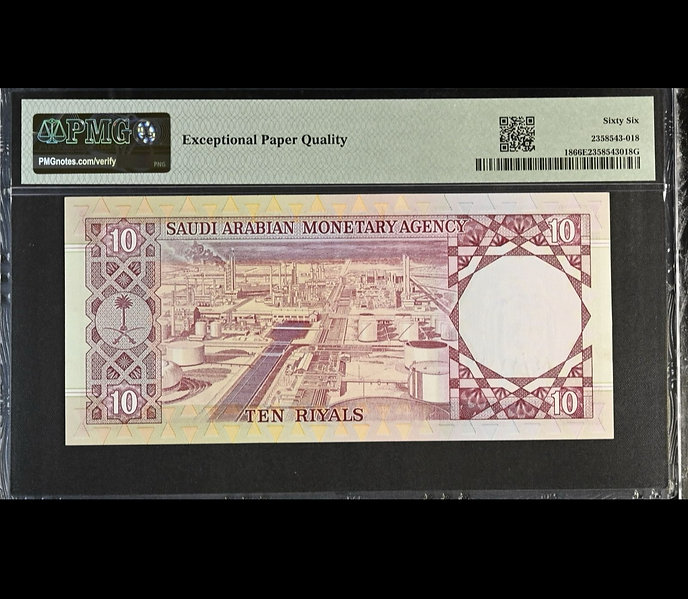 PMG
PMGnotes.com/verify
PNG
Exceptional Paper Quality
Sixty Six
2358543-018
1866E2358543018G
10
SAUDI ARABIAN MONETARY AGENCY
10
10
TEN RIYALS
10